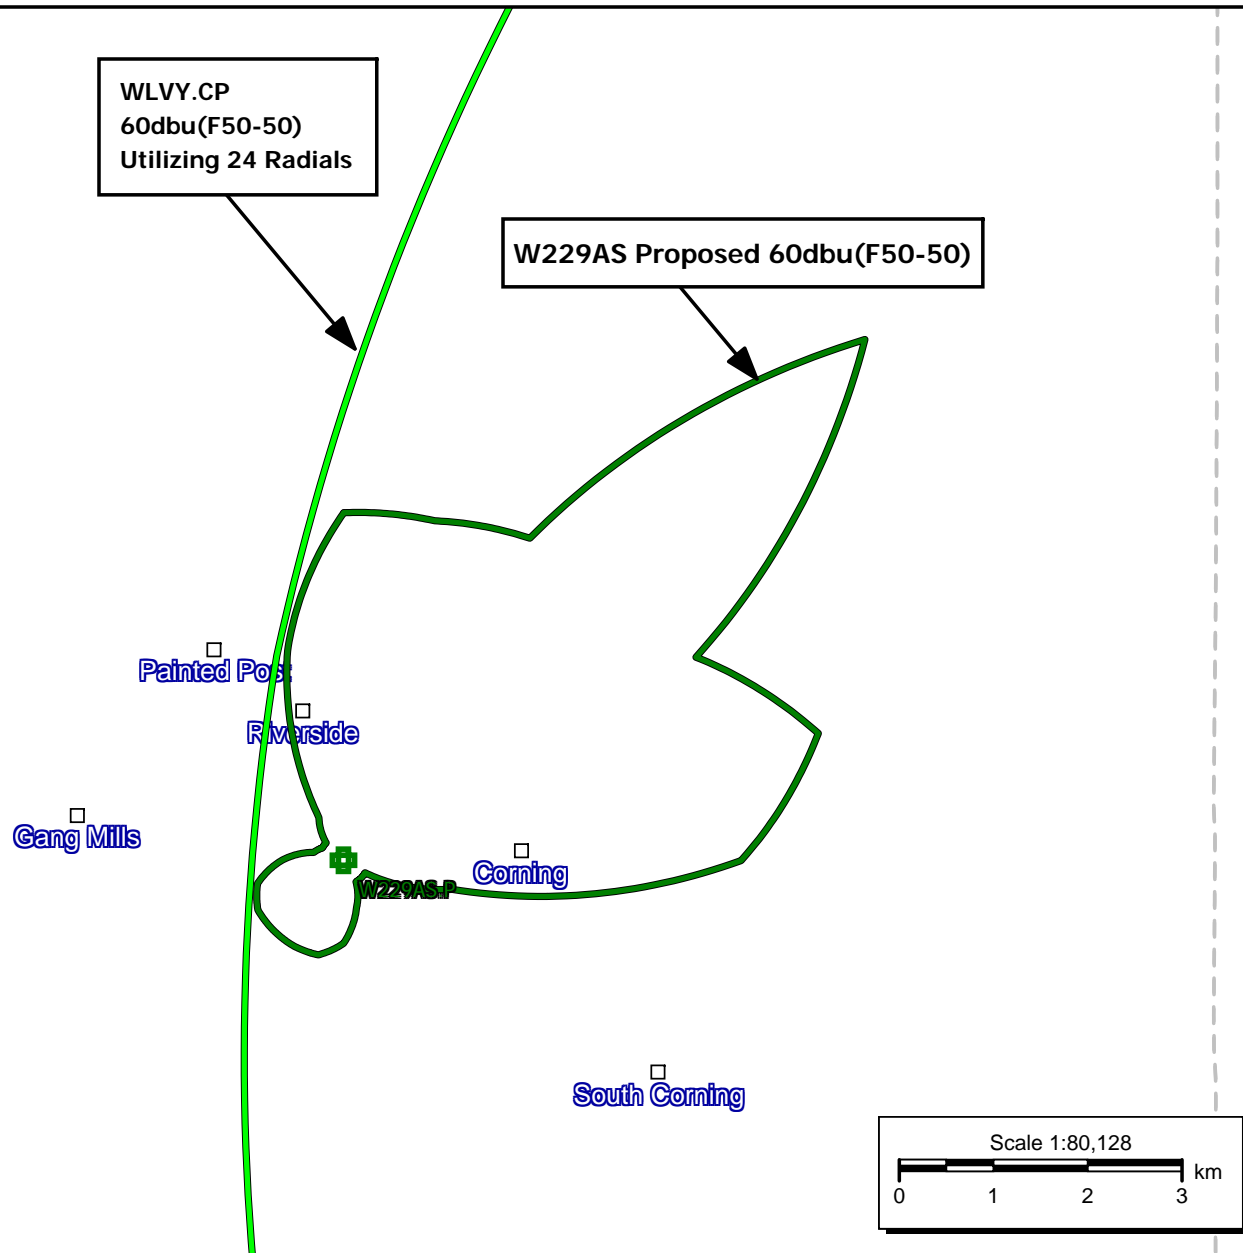 WLVY.CP
60dbu(F50-50)
Utilizing 24 Radials
W229AS Proposed 60dbu(F50-50)
Painted Post
Riverside
Gang Mills
Corning
W229AS.P
South Corning
Scale 1:80,128
km
0 1 2 3